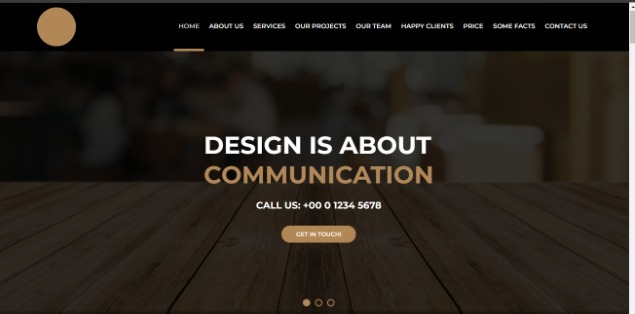 HOME ABOUT US SERVICES OUR PROJECTS OUR TEAM HAPPY CLIENTS PRICE SOME FACTS CONTACT US
DESIGN IS ABOUT
COMMUNICATION
CALL US: +00 0 1234 5678
GET IN TOUCH!